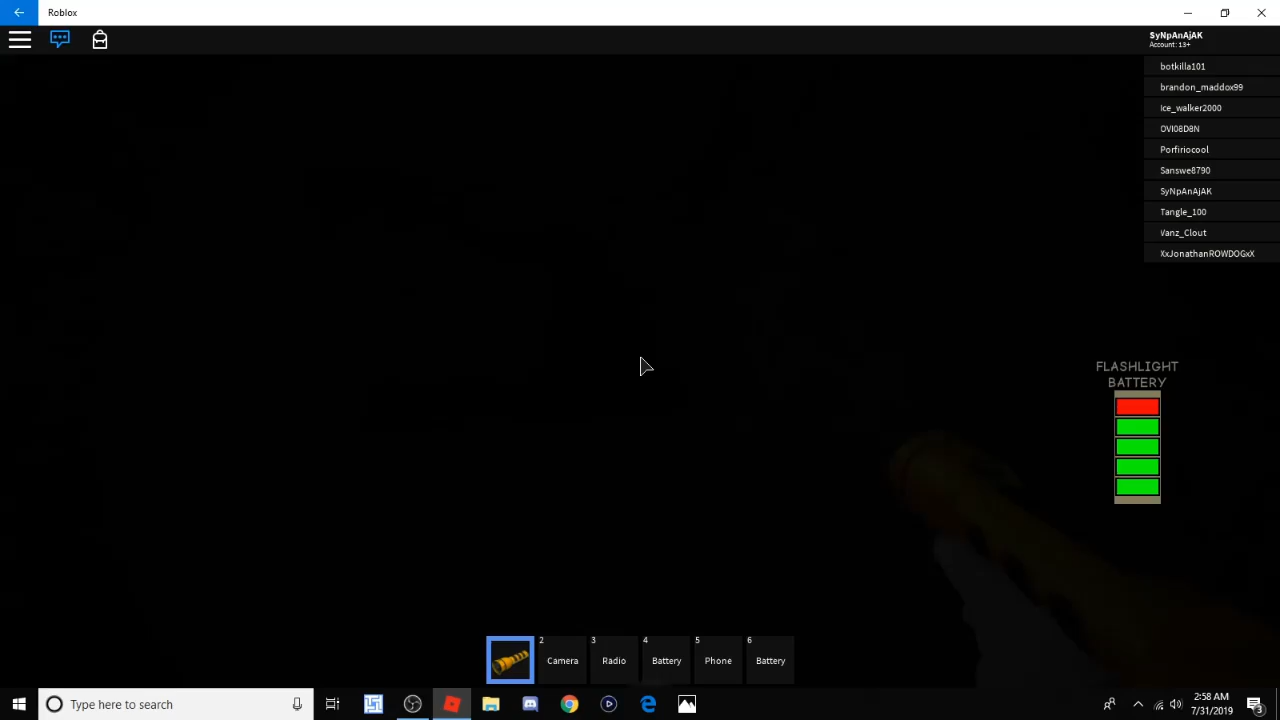 Roblox
SyNpAnAjAK
Account: 13+
botkilla101
brandon_maddox99
Ice_walker2000
OVI08D8N
Porfiriocool
Sanswe8790
SyNpAnAjAK
Tangle_100
Vanz_Clout
XxJonathanROWDOGxX
FLASHLIGHT
BATTERY
2
Camera
3
Radio
4
Battery
5
Phone
6
Battery
Type here to search
2:58 AM
7/31/2019
3